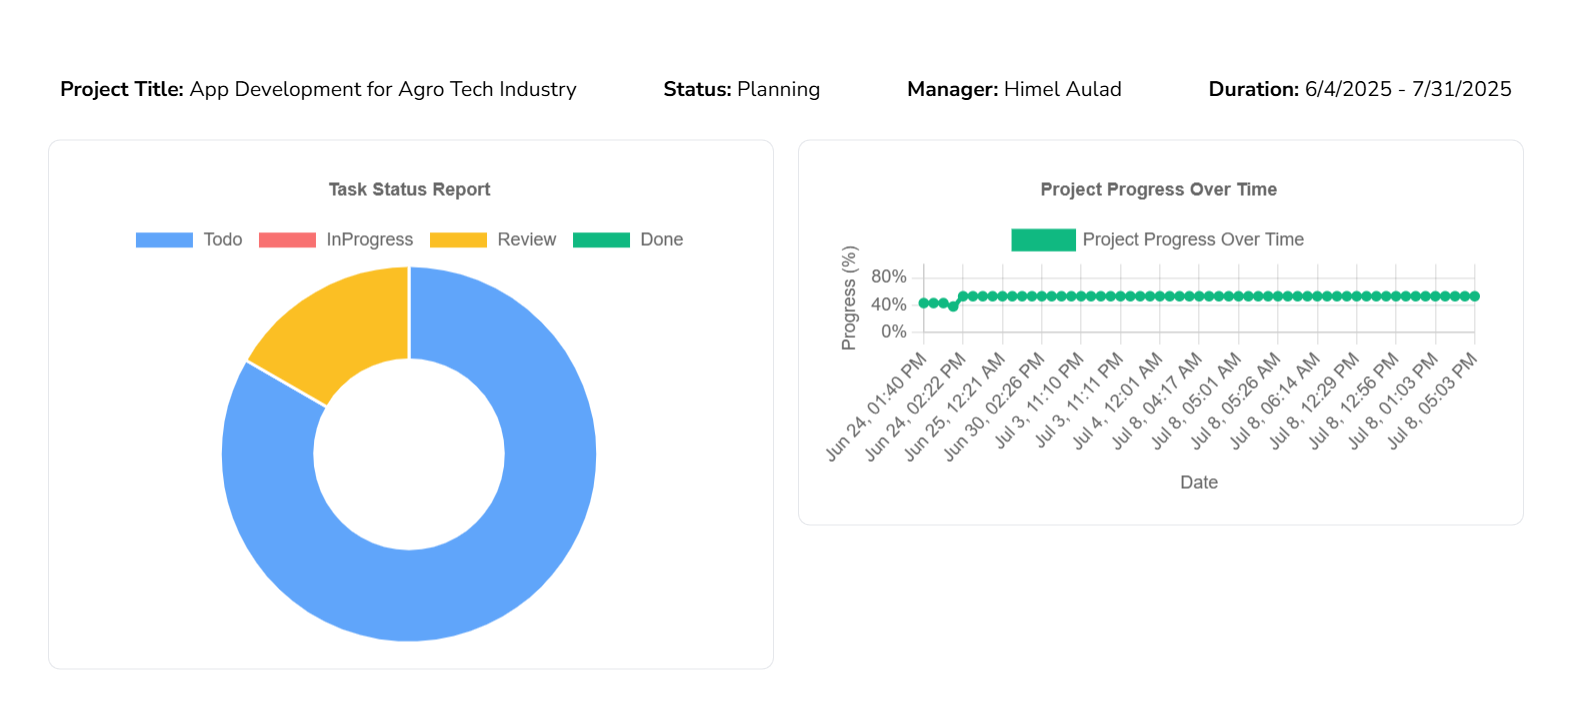 Project Title: App Development for Agro Tech Industry Status: Planning Manager: Himel Aulad Duration: 6/4/2025 - 7/31/2025
Task Status Report
Todo InProgress Review Done
Project Progress Over Time
Project Progress Over Time
Progress (%)
80%
40%
0%
Jun 24, 01:40 PM
Jun 24, 02:22 PM
Jun 25, 12:21 AM
Jun 30, 02:26 PM
Jul 3, 11:10 PM
Jul 3, 11:11 PM
Jul 4, 12:01 AM
Jul 8, 04:17 AM
Jul 8, 05:01 AM
Jul 8, 05:26 AM
Jul 8, 06:14 AM
Jul 8, 12:29 PM
Jul 8, 12:56 PM
Jul 8, 01:03 PM
Jul 8, 05:03 PM
Date